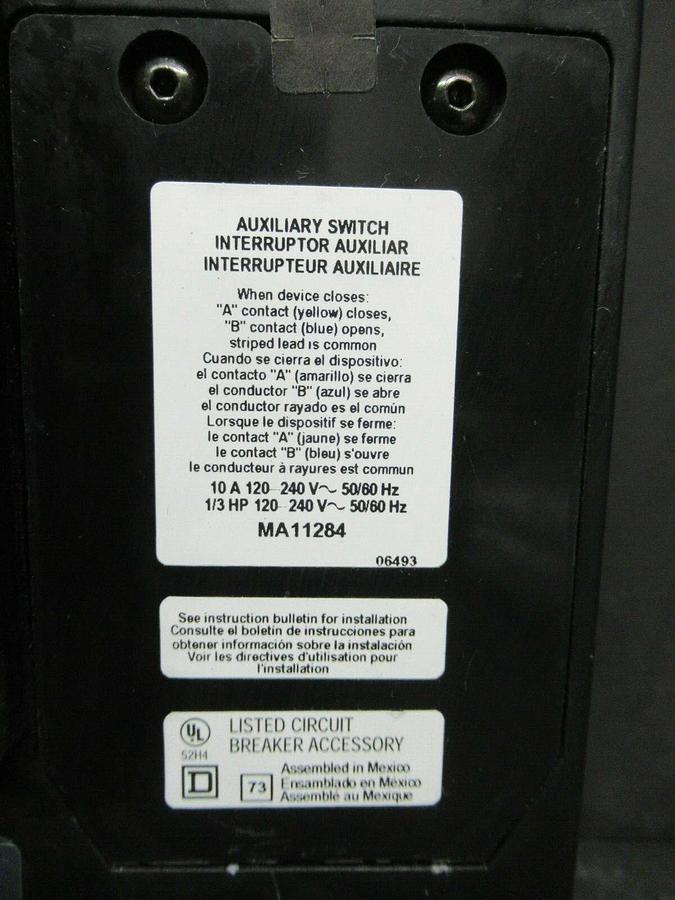 AUXILIARY SWITCH
INTERRUPTOR AUXILIAR
INTERRUPTEUR AUXILIAIRE
When device closes:
"A" contact (yellow) closes,
"B" contact (blue) opens,
striped lead is common
Cuando se cierra el dispositivo:
el contacto "A" (amarillo) se cierra
el conductor "B" (azul) se abre
el conductor rayado es el común
Lorsque le dispositif se ferme:
le contact "A" (jaune) se ferme
le contact "B" (bleu) s'ouvre
le conducteur à rayures est commun
10 A 120-240 V~ 50/60 Hz
1/3 HP 120-240 V~ 50/60 Hz
MA11284
06493
See instruction bulletin for installation
Consulte el boletin de instrucciones para
obtener información sobre la instalación
Voir les directives d'utilisation pour
l'installation
UL LISTED CIRCUIT
BREAKER ACCESSORY
52H4
D
73
Assembled in Mexico
Ensamblado en México
Assemblé au Mexique